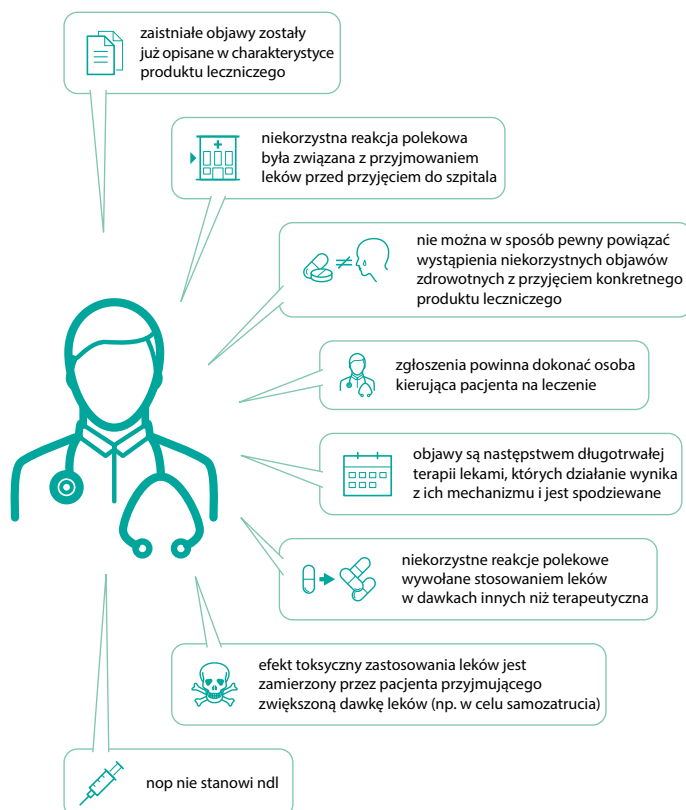 zaistniałe objawy zostały
już opisane w charakterystyce
produktu leczniczego
niekorzystna reakcja polekowa
była związana z przyjmowaniem
leków przed przyjęciem do szpitala
nie można w sposób pewny powiązać
wystąpienia niekorzystnych objawów
zdrowotnych z przyjęciem konkretnego
produktu leczniczego
zgłoszenia powinna dokonać osoba
kierująca pacjenta na leczenie
objawy są następstwem długotrwałej
terapii lekami, których działanie wynika
z ich mechanizmu i jest spodziewane
niekorzystne reakcje polekowe
wywołane stosowaniem leków
w dawkach innych niż terapeutyczna
efekt toksyczny zastosowania leków jest
zamierzony przez pacjenta przyjmującego
zwiększoną dawkę leków (np. w celu samozatrucia)
nop nie stanowi ndl